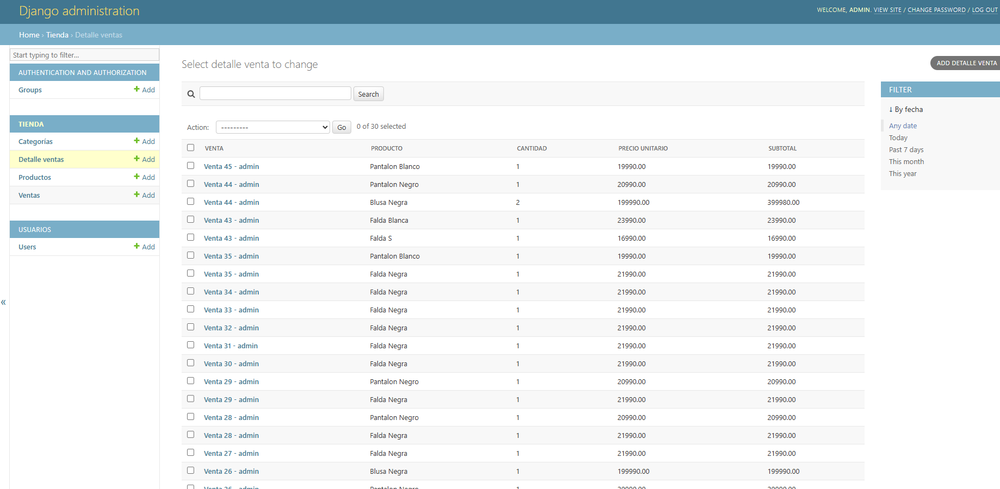 Django administration
WELCOME, ADMIN. VIEW SITE / CHANGE PASSWORD / LOG OUT
Home › Tienda › Detalle ventas
Start typing to filter...
AUTHENTICATION AND AUTHORIZATION
Groups + Add
TIENDA
Categorías + Add
Detalle ventas + Add
Productos + Add
Ventas + Add
USUARIOS
Users + Add
«
Select detalle venta to change
ADD DETALLE VENTA
Search
Action: --------- Go 0 of 30 selected
VENTA PRODUCTO CANTIDAD PRECIO UNITARIO SUBTOTAL
Venta 45 - admin Pantalon Blanco 1 19990.00 19990.00
Venta 44 - admin Pantalon Negro 1 20990.00 20990.00
Venta 44 - admin Blusa Negra 2 199990.00 399980.00
Venta 43 - admin Falda Blanca 1 23990.00 23990.00
Venta 43 - admin Falda S 1 16990.00 16990.00
Venta 35 - admin Pantalon Blanco 1 19990.00 19990.00
Venta 35 - admin Falda Negra 1 21990.00 21990.00
Venta 34 - admin Falda Negra 1 21990.00 21990.00
Venta 33 - admin Falda Negra 1 21990.00 21990.00
Venta 32 - admin Falda Negra 1 21990.00 21990.00
Venta 31 - admin Falda Negra 1 21990.00 21990.00
Venta 30 - admin Falda Negra 1 21990.00 21990.00
Venta 29 - admin Pantalon Negro 1 20990.00 20990.00
Venta 29 - admin Falda Negra 1 21990.00 21990.00
Venta 28 - admin Pantalon Negro 1 20990.00 20990.00
Venta 28 - admin Falda Negra 1 21990.00 21990.00
Venta 27 - admin Falda Negra 1 21990.00 21990.00
Venta 26 - admin Blusa Negra 1 199990.00 199990.00
Venta 26 - admin Pantalon Negro 1 20990.00 20990.00
FILTER
↓ By fecha
Any date
Today
Past 7 days
This month
This year